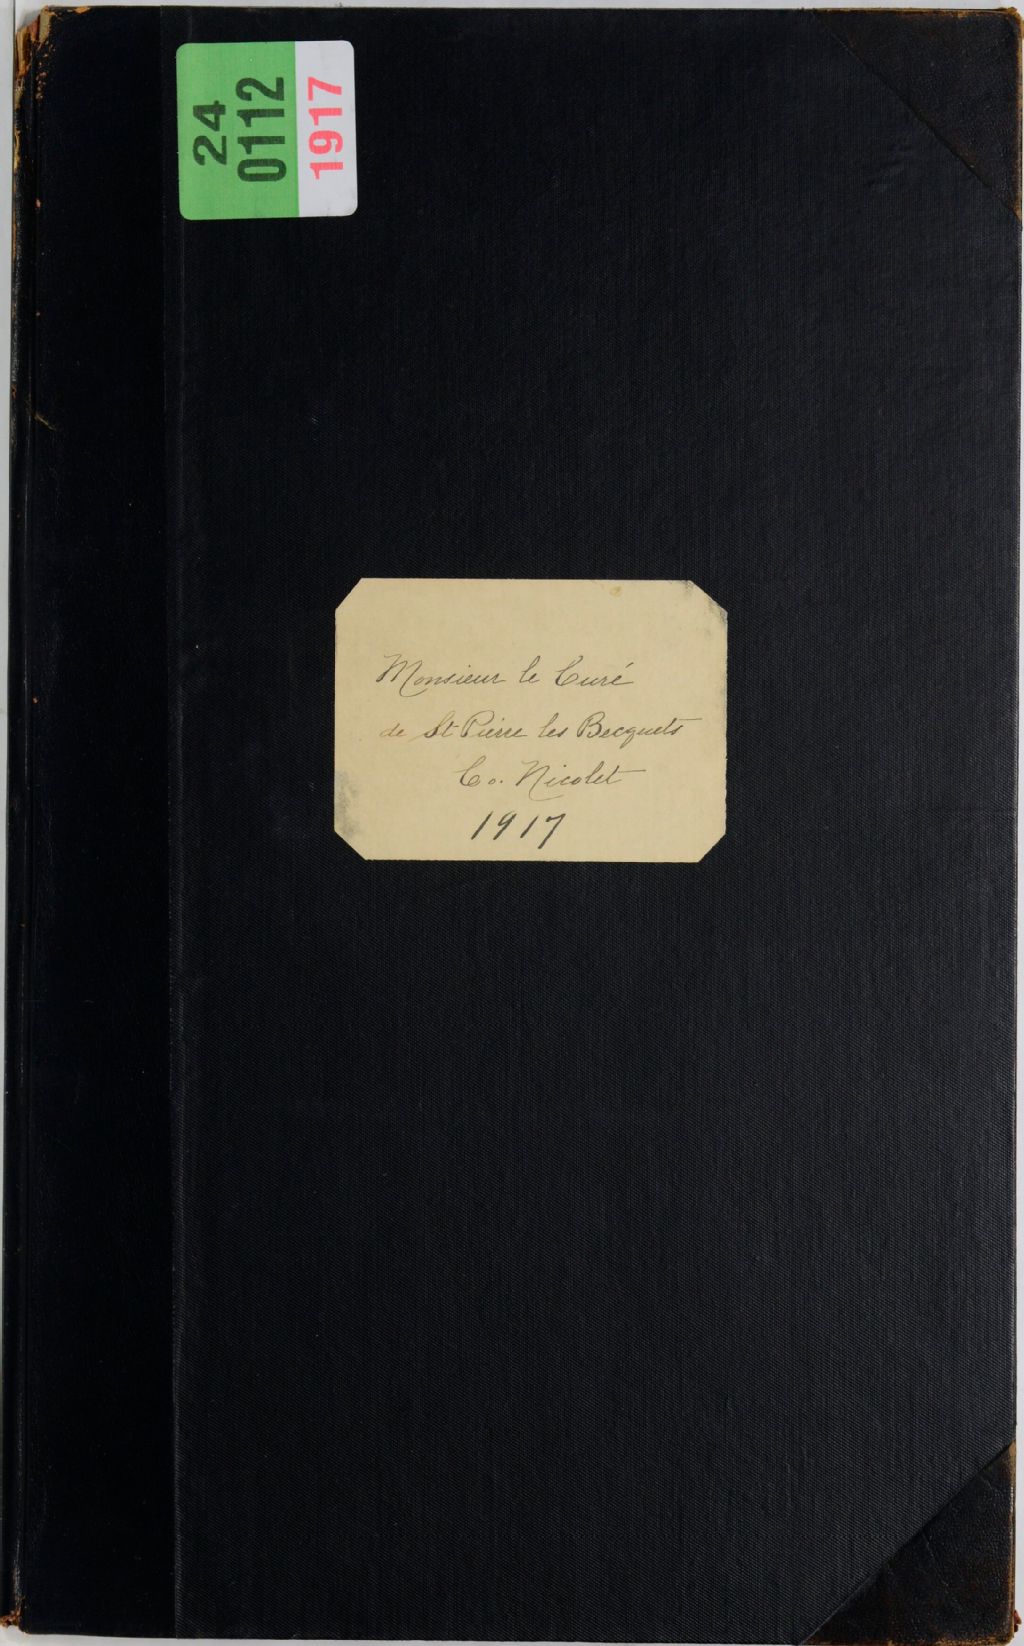 24
0112
1917
Monsieur le Curé
de St Pierre les Becquets
Co. Nicolet
1917